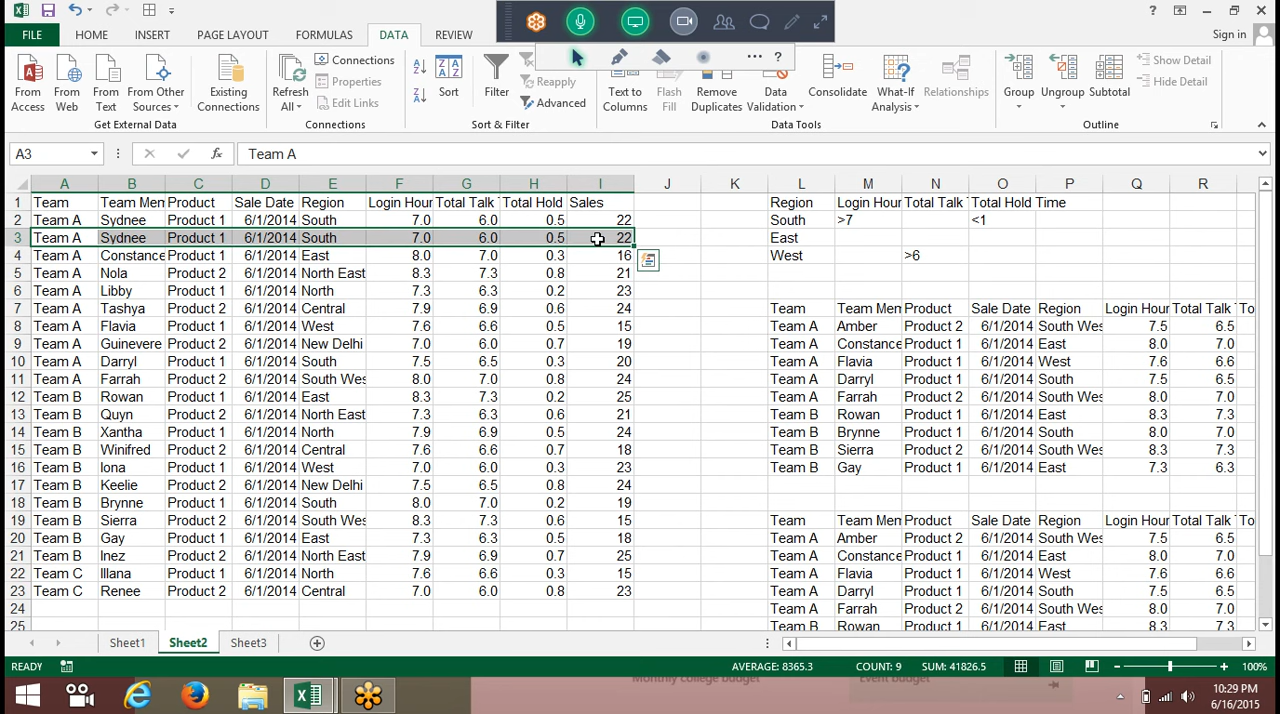 Sign in
FILE HOME INSERT PAGE LAYOUT FORMULAS DATA REVIEW
From Access From Web From Text From Other Sources Existing Connections Refresh All Connections Properties Edit Links Sort Filter Reapply Advanced Text to Columns Flash Fill Remove Duplicates Data Validation Consolidate What-If Analysis Relationships Group Ungroup Subtotal Show Detail Hide Detail
Get External Data Connections Sort & Filter Data Tools Outline
A3 fx Team A
A B C D E F G H I J K L M N O P Q R
1 Team Team Mem Product Sale Date Region Login Hour Total Talk Total Hold Sales Region Login Hour Total Talk Total Hold Time
2 Team A Sydnee Product 1 6/1/2014 South 7.0 6.0 0.5 22 South >7 <1
3 Team A Sydnee Product 1 6/1/2014 South 7.0 6.0 0.5 22 East
4 Team A Constance Product 1 6/1/2014 East 8.0 7.0 0.3 16 West >6
5 Team A Nola Product 2 6/1/2014 North East 8.3 7.3 0.8 21
6 Team A Libby Product 1 6/1/2014 North 7.3 6.3 0.2 23
7 Team A Tashya Product 2 6/1/2014 Central 7.9 6.9 0.6 24 Team Team Mem Product Sale Date Region Login Hour Total Talk To
8 Team A Flavia Product 1 6/1/2014 West 7.6 6.6 0.5 15 Team A Amber Product 2 6/1/2014 South Wes 7.5 6.5
9 Team A Guinevere Product 2 6/1/2014 New Delhi 7.0 6.0 0.7 19 Team A Constance Product 1 6/1/2014 East 8.0 7.0
10 Team A Darryl Product 1 6/1/2014 South 7.5 6.5 0.3 20 Team A Flavia Product 1 6/1/2014 West 7.6 6.6
11 Team A Farrah Product 2 6/1/2014 South Wes 8.0 7.0 0.8 24 Team A Darryl Product 1 6/1/2014 South 7.5 6.5
12 Team B Rowan Product 1 6/1/2014 East 8.3 7.3 0.2 25 Team A Farrah Product 2 6/1/2014 South Wes 8.0 7.0
13 Team B Quyn Product 2 6/1/2014 North East 7.3 6.3 0.6 21 Team B Rowan Product 1 6/1/2014 East 8.3 7.3
14 Team B Xantha Product 1 6/1/2014 North 7.9 6.9 0.5 24 Team B Brynne Product 1 6/1/2014 South 8.0 7.0
15 Team B Winifred Product 2 6/1/2014 Central 7.6 6.6 0.7 18 Team B Sierra Product 2 6/1/2014 South Wes 8.3 7.3
16 Team B Iona Product 1 6/1/2014 West 7.0 6.0 0.3 23 Team B Gay Product 1 6/1/2014 East 7.3 6.3
17 Team B Keelie Product 2 6/1/2014 New Delhi 7.5 6.5 0.8 24
18 Team B Brynne Product 1 6/1/2014 South 8.0 7.0 0.2 19
19 Team B Sierra Product 2 6/1/2014 South Wes 8.3 7.3 0.6 15 Team Team Mem Product Sale Date Region Login Hour Total Talk To
20 Team B Gay Product 1 6/1/2014 East 7.3 6.3 0.5 18 Team A Amber Product 2 6/1/2014 South Wes 7.5 6.5
21 Team B Inez Product 2 6/1/2014 North East 7.9 6.9 0.7 25 Team A Constance Product 1 6/1/2014 East 8.0 7.0
22 Team C Illana Product 1 6/1/2014 North 7.6 6.6 0.3 15 Team A Flavia Product 1 6/1/2014 West 7.6 6.6
23 Team C Renee Product 2 6/1/2014 Central 7.0 6.0 0.8 23 Team A Darryl Product 1 6/1/2014 South 7.5 6.5
24 Team A Farrah Product 2 6/1/2014 South Wes 8.0 7.0
25 Team B Rowan Product 1 6/1/2014 East 8.3 7.3
Sheet1 Sheet2 Sheet3
READY AVERAGE: 8365.3 COUNT: 9 SUM: 41826.5 100%
Monthly college budget Event budget
10:29 PM
6/16/2015